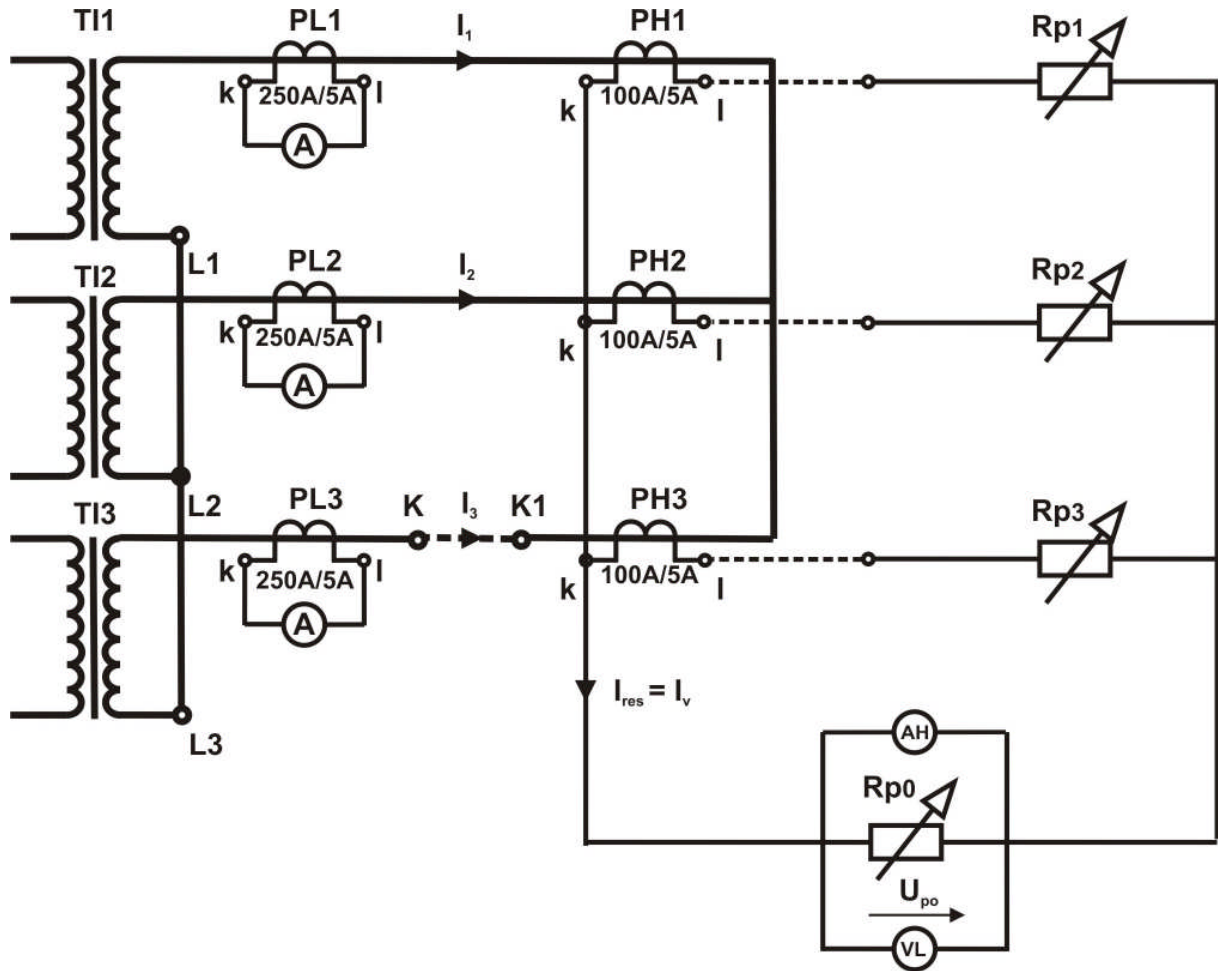 TI1 PL1 I₁ PH1 Rp1
k 250A/5A l k 100A/5A l
A
L1
TI2 PL2 I₂ PH2 Rp2
k 250A/5A l k 100A/5A l
A
L2
TI3 PL3 K I₃ K1 PH3 Rp3
k 250A/5A l k 100A/5A l
A
L3
Ires = Iv
AH
Rp0
Upo
VL